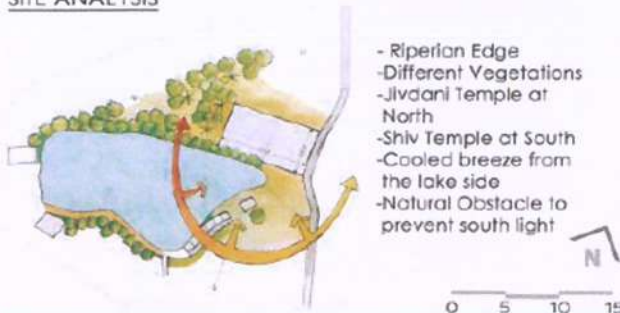 SITE ANALYSIS
- Riperian Edge
-Different Vegetations
-Jivdani Temple at
North
-Shiv Temple at South
-Cooled breeze from
the lake side
-Natural Obstacle to
prevent south light
N
0 5 10 15